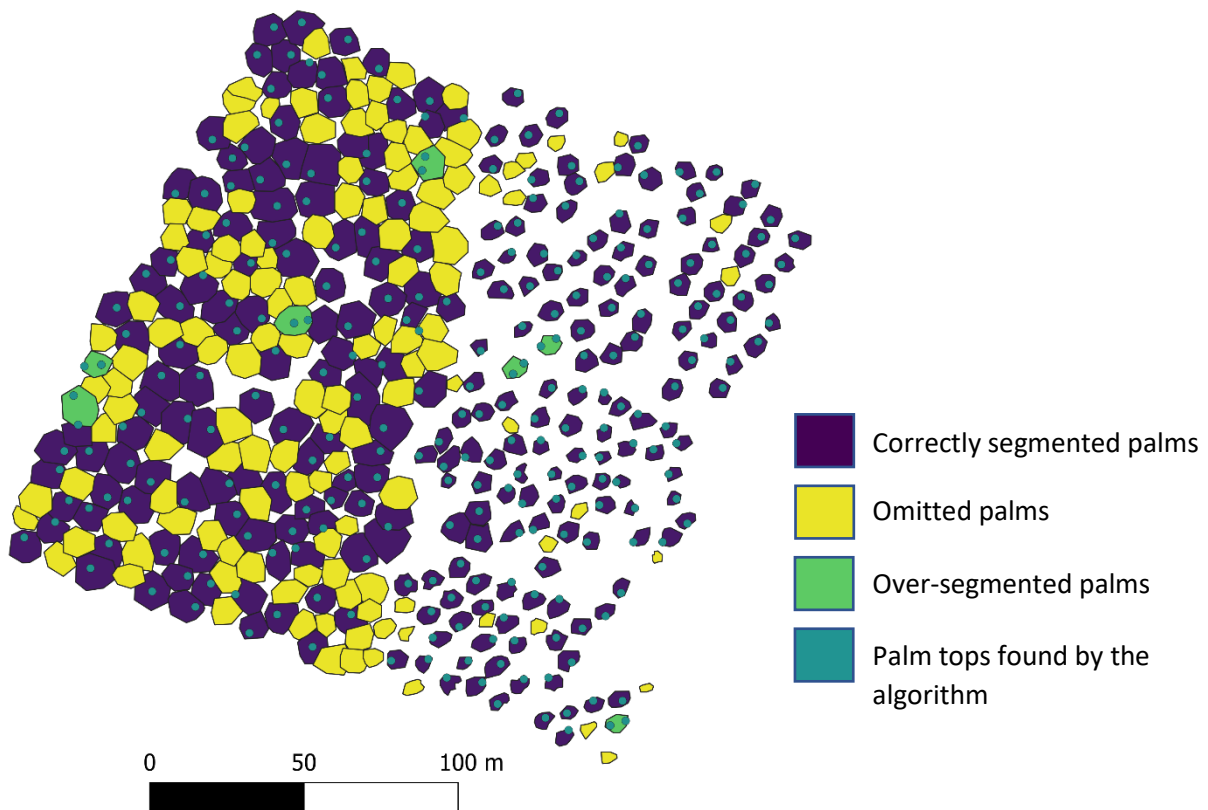 Correctly segmented palms
Omitted palms
Over-segmented palms
Palm tops found by the
algorithm
0 50 100 m